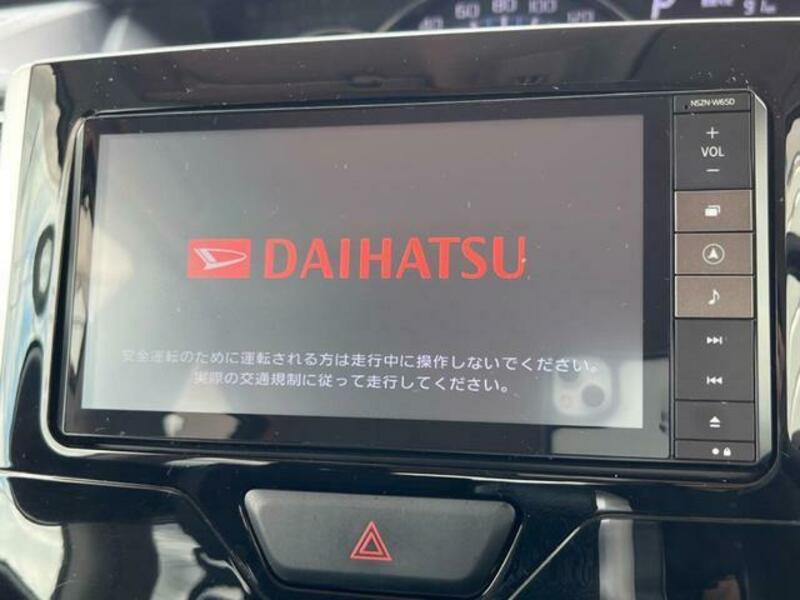 40 60 80 100 120
P
NSZN-W65D
+
VOL
−
DAIHATSU
安全運転のために運転される方は走行中に操作しないでください。
実際の交通規制に従って走行してください。